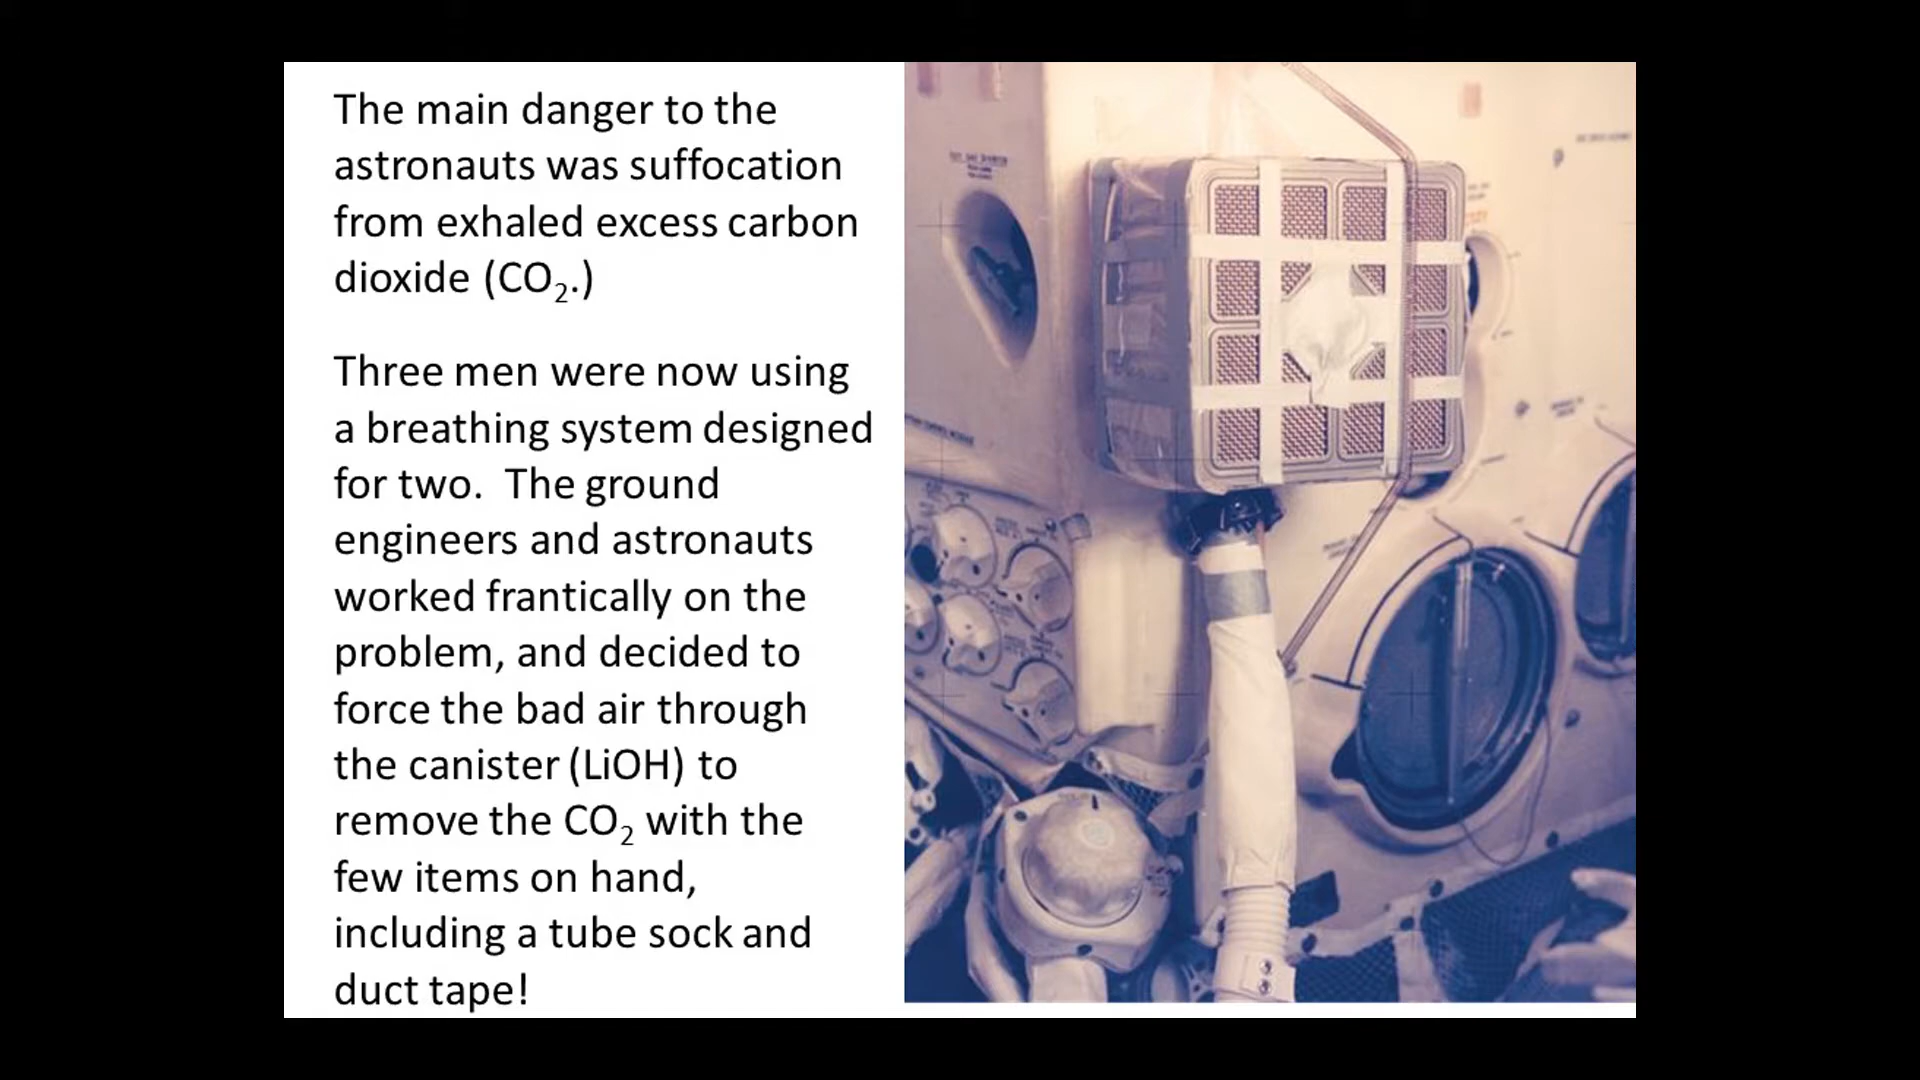 The main danger to the
astronauts was suffocation
from exhaled excess carbon
dioxide (CO₂.)
Three men were now using
a breathing system designed
for two.  The ground
engineers and astronauts
worked frantically on the
problem, and decided to
force the bad air through
the canister (LiOH) to
remove the CO₂ with the
few items on hand,
including a tube sock and
duct tape!